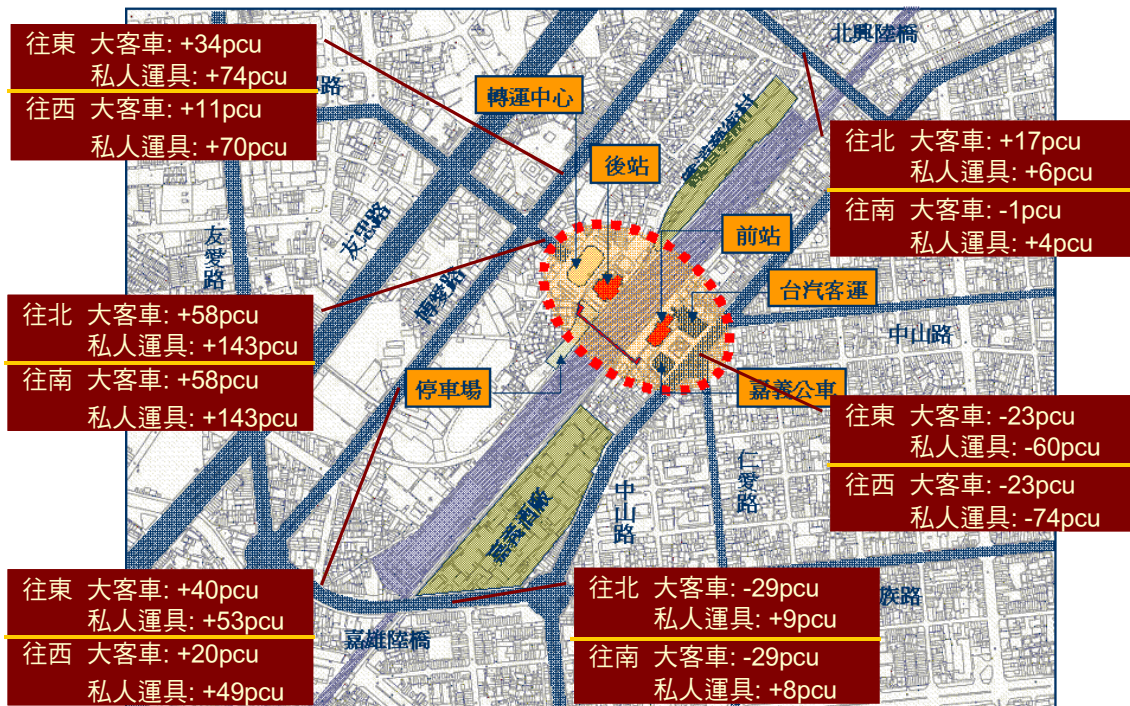 往東 大客車: +34pcu
私人運具: +74pcu
往西 大客車: +11pcu
私人運具: +70pcu
路
北興陸橋
轉運中心
後站
往北 大客車: +17pcu
私人運具: +6pcu
往南 大客車: -1pcu
私人運具: +4pcu
友愛路
友忠路
博愛路
前站
台汽客運
中山路
往北 大客車: +58pcu
私人運具: +143pcu
往南 大客車: +58pcu
私人運具: +143pcu
停車場
嘉義公車
往東 大客車: -23pcu
私人運具: -60pcu
往西 大客車: -23pcu
私人運具: -74pcu
仁愛路
中山路
嘉義酒廠
往東 大客車: +40pcu
私人運具: +53pcu
往西 大客車: +20pcu
私人運具: +49pcu
嘉雄陸橋
往北 大客車: -29pcu
私人運具: +9pcu
往南 大客車: -29pcu
私人運具: +8pcu
族路